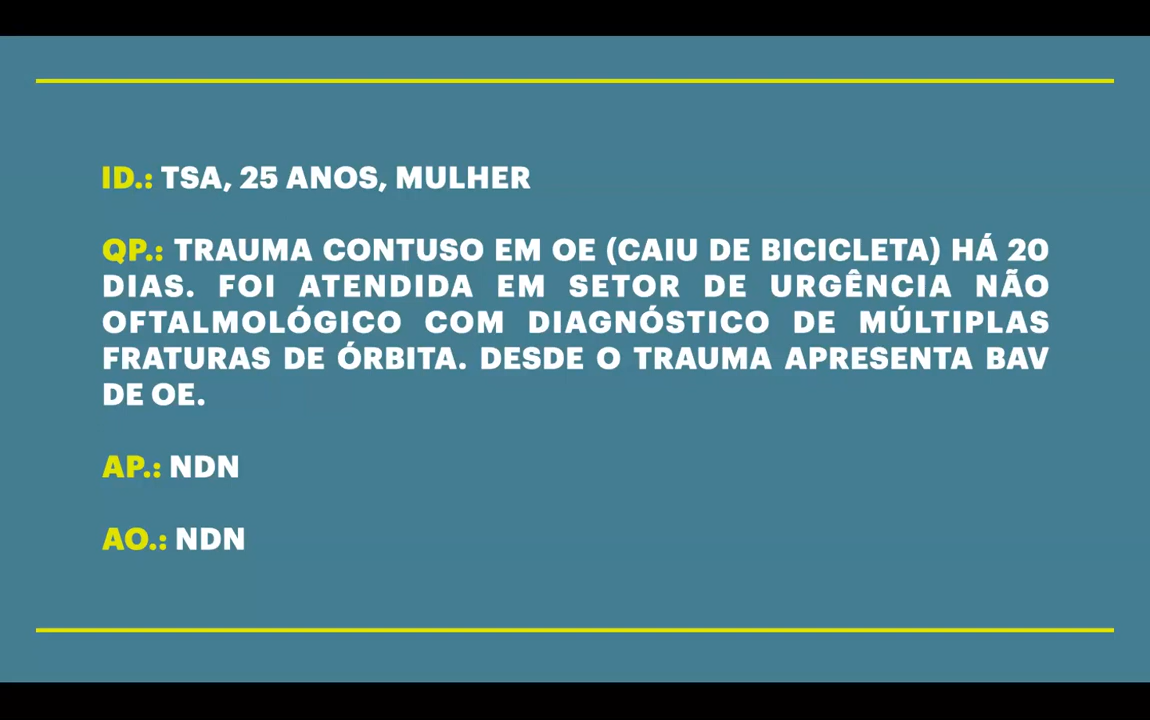 ID.: TSA, 25 ANOS, MULHER
QP.: TRAUMA CONTUSO EM OE (CAIU DE BICICLETA) HÁ 20
DIAS. FOI ATENDIDA EM SETOR DE URGÊNCIA NÃO
OFTALMOLÓGICO COM DIAGNÓSTICO DE MÚLTIPLAS
FRATURAS DE ÓRBITA. DESDE O TRAUMA APRESENTA BAV
DE OE.
AP.: NDN
AO.: NDN